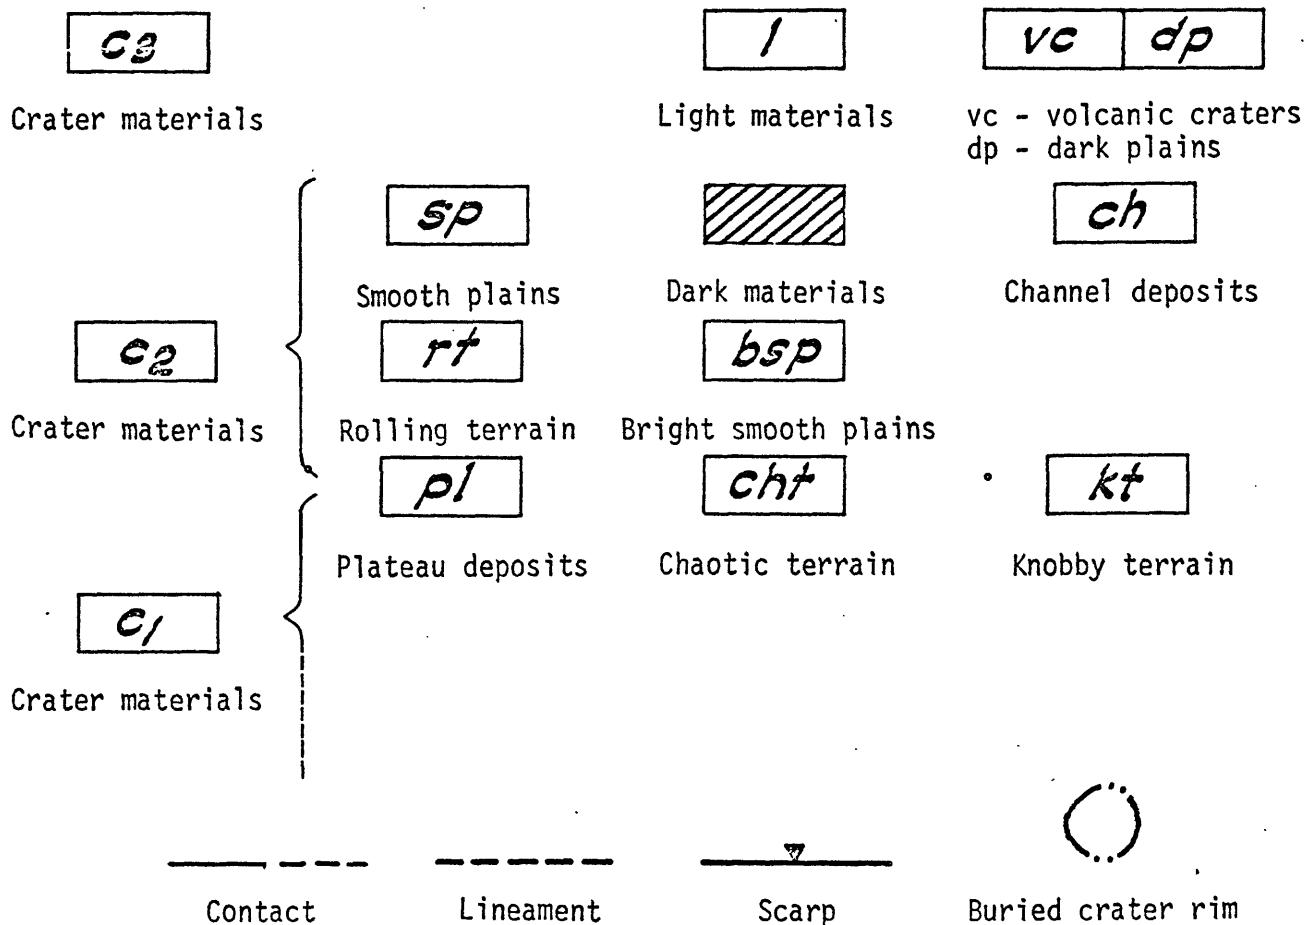 c3
l
vc
dp
Crater materials
Light materials
vc - volcanic craters
dp - dark plains
sp
ch
Smooth plains
Dark materials
Channel deposits
c2
rt
bsp
Crater materials
Rolling terrain
Bright smooth plains
pl
cht
kt
Plateau deposits
Chaotic terrain
Knobby terrain
c1
Crater materials
Contact
Lineament
Scarp
Buried crater rim